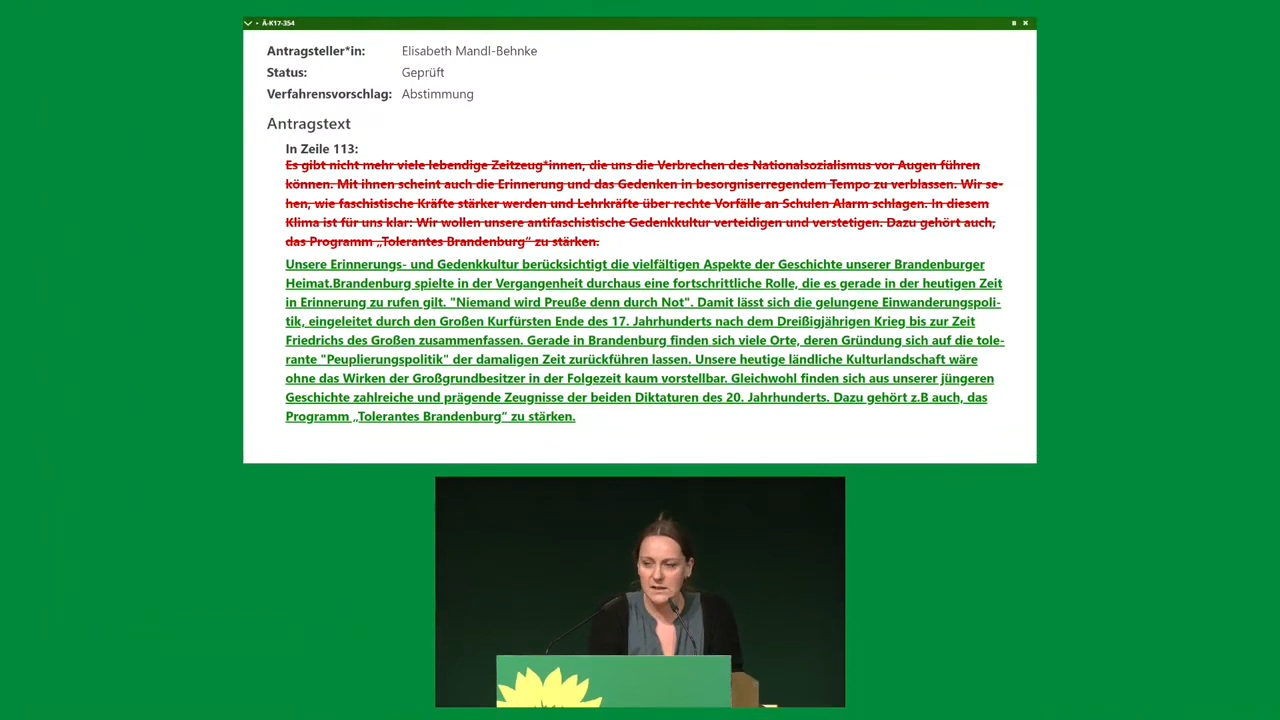 Ä-K17-354
Antragsteller*in: Elisabeth Mandl-Behnke
Status: Geprüft
Verfahrensvorschlag: Abstimmung
Antragstext
In Zeile 113:
Es gibt nicht mehr viele lebendige Zeitzeug*innen, die uns die Verbrechen des Nationalsozialismus vor Augen führen
können. Mit ihnen scheint auch die Erinnerung und das Gedenken in besorgniserregendem Tempo zu verblassen. Wir se-
hen, wie faschistische Kräfte stärker werden und Lehrkräfte über rechte Vorfälle an Schulen Alarm schlagen. In diesem
Klima ist für uns klar: Wir wollen unsere antifaschistische Gedenkkultur verteidigen und verstetigen. Dazu gehört auch,
das Programm „Tolerantes Brandenburg“ zu stärken.
Unsere Erinnerungs- und Gedenkkultur berücksichtigt die vielfältigen Aspekte der Geschichte unserer Brandenburger
Heimat.Brandenburg spielte in der Vergangenheit durchaus eine fortschrittliche Rolle, die es gerade in der heutigen Zeit
in Erinnerung zu rufen gilt. "Niemand wird Preuße denn durch Not". Damit lässt sich die gelungene Einwanderungspoli-
tik, eingeleitet durch den Großen Kurfürsten Ende des 17. Jahrhunderts nach dem Dreißigjährigen Krieg bis zur Zeit
Friedrichs des Großen zusammenfassen. Gerade in Brandenburg finden sich viele Orte, deren Gründung sich auf die tole-
rante "Peuplierungspolitik" der damaligen Zeit zurückführen lassen. Unsere heutige ländliche Kulturlandschaft wäre
ohne das Wirken der Großgrundbesitzer in der Folgezeit kaum vorstellbar. Gleichwohl finden sich aus unserer jüngeren
Geschichte zahlreiche und prägende Zeugnisse der beiden Diktaturen des 20. Jahrhunderts. Dazu gehört z.B auch, das
Programm „Tolerantes Brandenburg“ zu stärken.